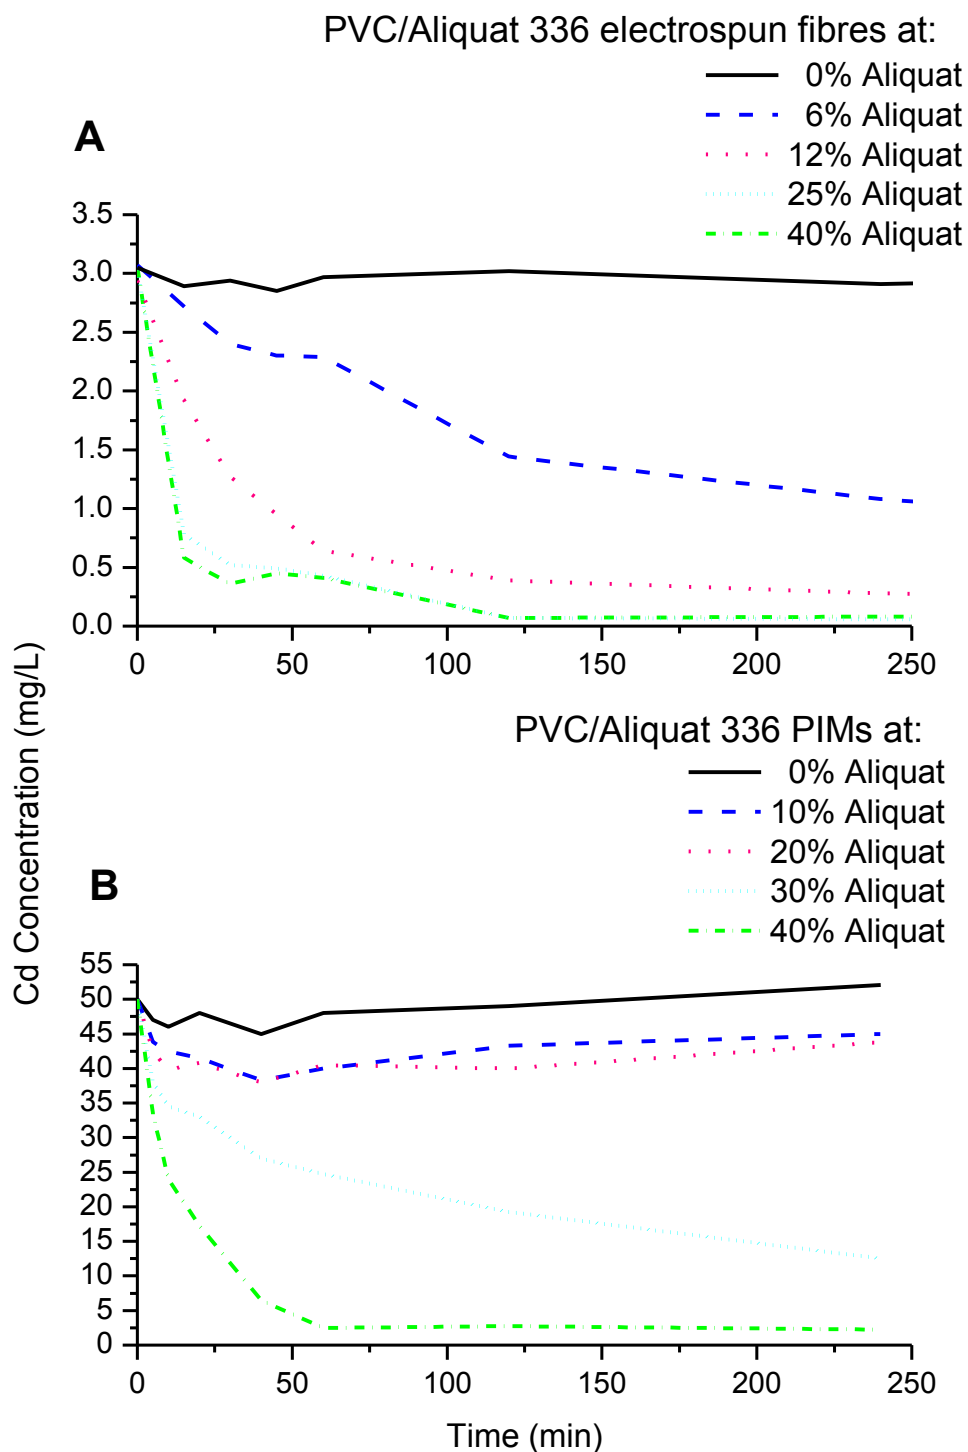 PVC/Aliquat 336 electrospun fibres at:
0% Aliquat
6% Aliquat
12% Aliquat
25% Aliquat
40% Aliquat
A
3.5
3.0
2.5
2.0
1.5
1.0
0.5
0.0
0 50 100 150 200 250
Cd Concentration (mg/L)
PVC/Aliquat 336 PIMs at:
0% Aliquat
10% Aliquat
20% Aliquat
30% Aliquat
40% Aliquat
B
55
50
45
40
35
30
25
20
15
10
5
0
0 50 100 150 200 250
Time (min)